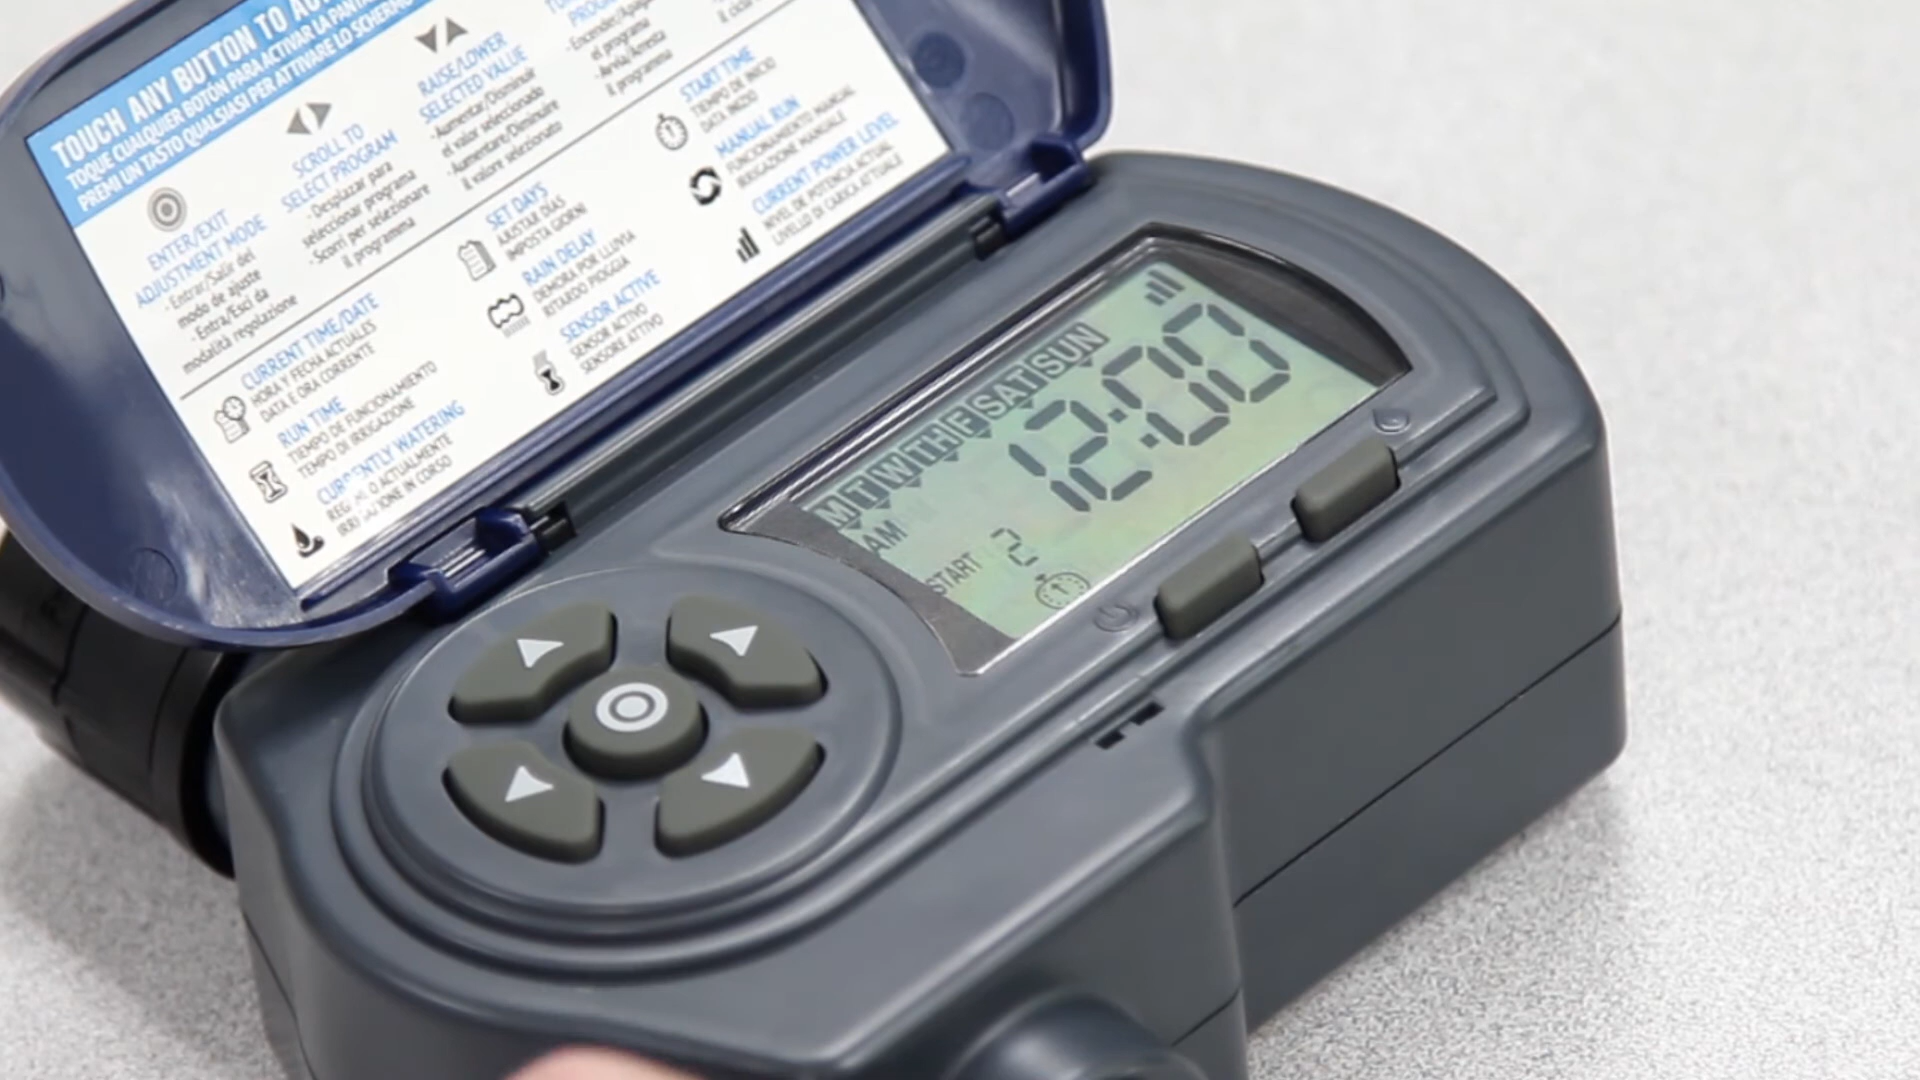 TOUCH ANY BUTTON TO
TOQUE CUALQUIER BOTÓN PARA ACTIVAR LA
PREMI UN TASTO QUALSIASI PER ATTIVARE LO SCHERMO
ENTER/EXIT
ADJUSTMENT MODE
- Entrar/Salir del
modo de ajuste
- Entra/Esci da
modalità regolazione
SCROLL TO
SELECT PROGRAM
- Desplazar para
seleccionar programa
- Scorri per selezionare
il programma
RAISE/LOWER
SELECTED VALUE
- Aumentar/Disminuir
el valor seleccionado
- Aumentare/Diminuire
il valore selezionato
el programa
- Avvia/Arresta
il programma
CURRENT TIME/DATE
HORA Y FECHA ACTUALES
DATA E ORA CORRENTE
RUN TIME
TIEMPO DE FUNCIONAMIENTO
TEMPO DI IRRIGAZIONE
CURRENTLY WATERING
ACTUALMENTE
IN CORSO
SET DAYS
AJUSTAR DÍAS
IMPOSTA GIORNI
RAIN DELAY
DEMORA POR LLUVIA
RITARDO PIOGGIA
SENSOR ACTIVE
SENSOR ACTIVO
SENSORE ATTIVO
START TIME
TIEMPO DE INICIO
DATA INIZIO
MANUAL RUN
FUNCIONAMIENTO MANUAL
IRRIGAZIONE MANUALE
CURRENT POWER LEVEL
NIVEL DE POTENCIA ACTUAL
LIVELLO DI CARICA ATTUALE
M T W TH F SAT SUN
AM 12:00
START 2